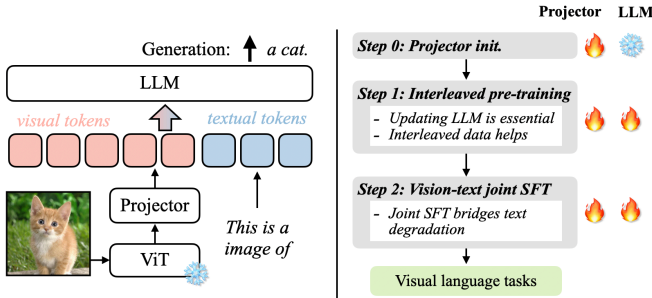 Generation: a cat.
LLM
visual tokens
textual tokens
Projector
This is a
image of
ViT
Projector LLM
Step 0: Projector init.
Step 1: Interleaved pre-training
- Updating LLM is essential
- Interleaved data helps
Step 2: Vision-text joint SFT
- Joint SFT bridges text
degradation
Visual language tasks